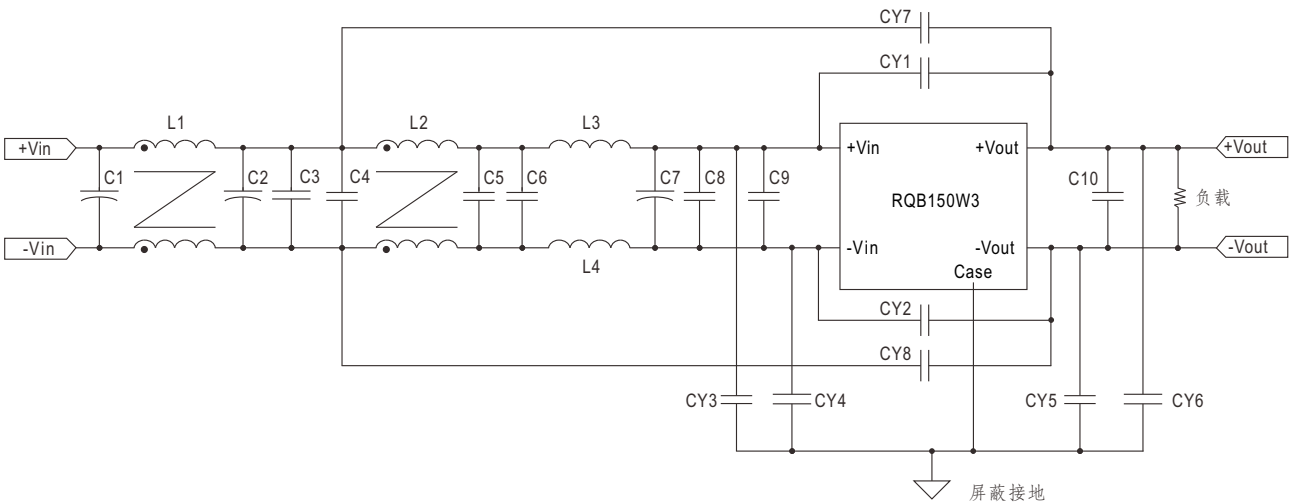 CY7
CY1
L1
L2
L3
+Vin
+Vin
+Vout
+Vout
C1
C2
C3
C4
C5
C6
C7
C8
C9
RQB150W3
C10
负载
-Vin
-Vin
-Vout
-Vout
L4
Case
CY2
CY8
CY3
CY4
CY5
CY6
屏蔽接地